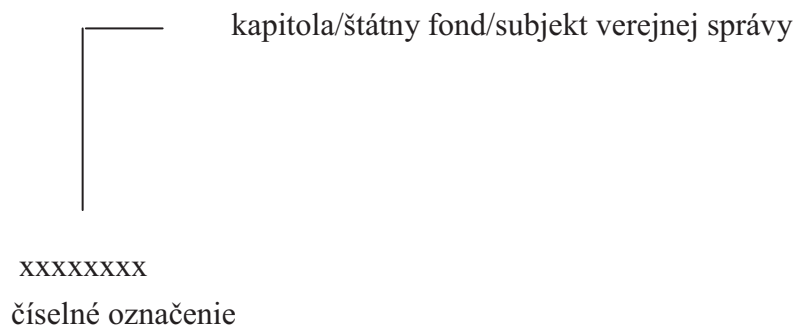 kapitola/štátny fond/subjekt verejnej správy
xxxxxxxx
číselné označenie